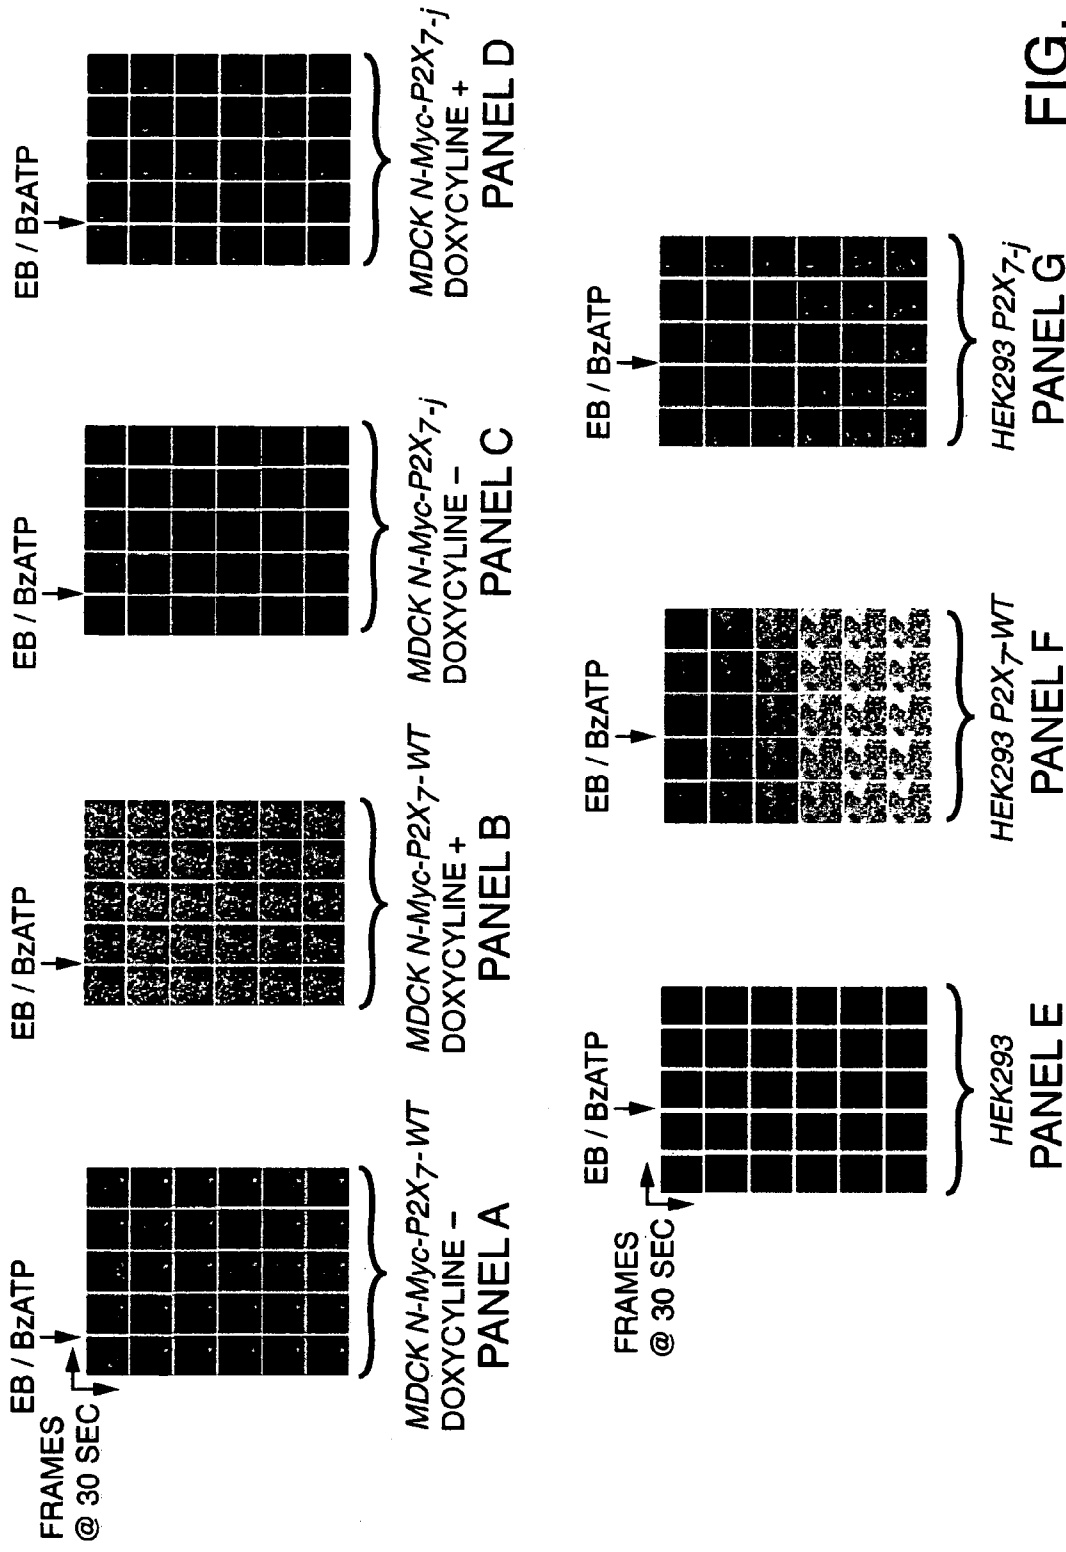 FRAMES
@ 30 SEC
EB / BzATP
MDCK N-Myc-P2X7-WT
DOXYCYLINE –
PANEL A
EB / BzATP
MDCK N-Myc-P2X7-WT
DOXYCYLINE +
PANEL B
EB / BzATP
MDCK N-Myc-P2X7-j
DOXYCYLINE –
PANEL C
EB / BzATP
MDCK N-Myc-P2X7-j
DOXYCYLINE +
PANEL D
FRAMES
@ 30 SEC
EB / BzATP
HEK293
PANEL E
EB / BzATP
HEK293 P2X7-WT
PANEL F
EB / BzATP
HEK293 P2X7-j
PANEL G
FIG.